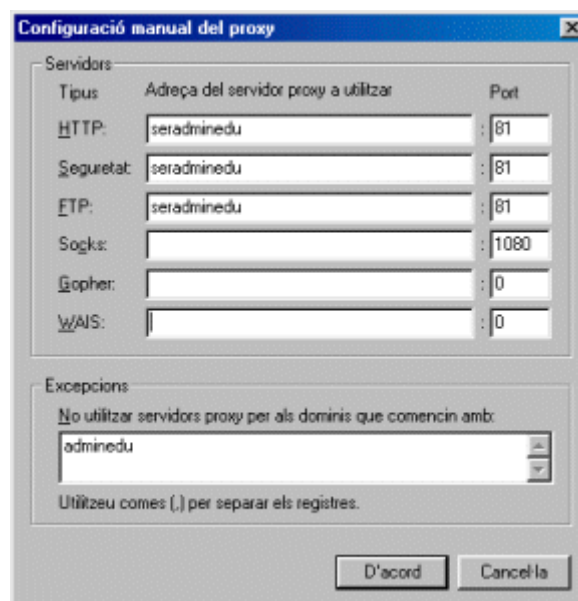 Configuració manual del proxy
Servidors
Tipus Adreça del servidor proxy a utilitzar Port
HTTP: seradminedu : 81
Seguretat: seradminedu : 81
FTP: seradminedu : 81
Socks: : 1080
Gopher: : 0
WAIS: : 0
Excepcions
No utilitzar servidors proxy per als dominis que comencin amb:
adminedu
Utilitzeu comes (,) per separar els registres.
D'acord Cancel·la